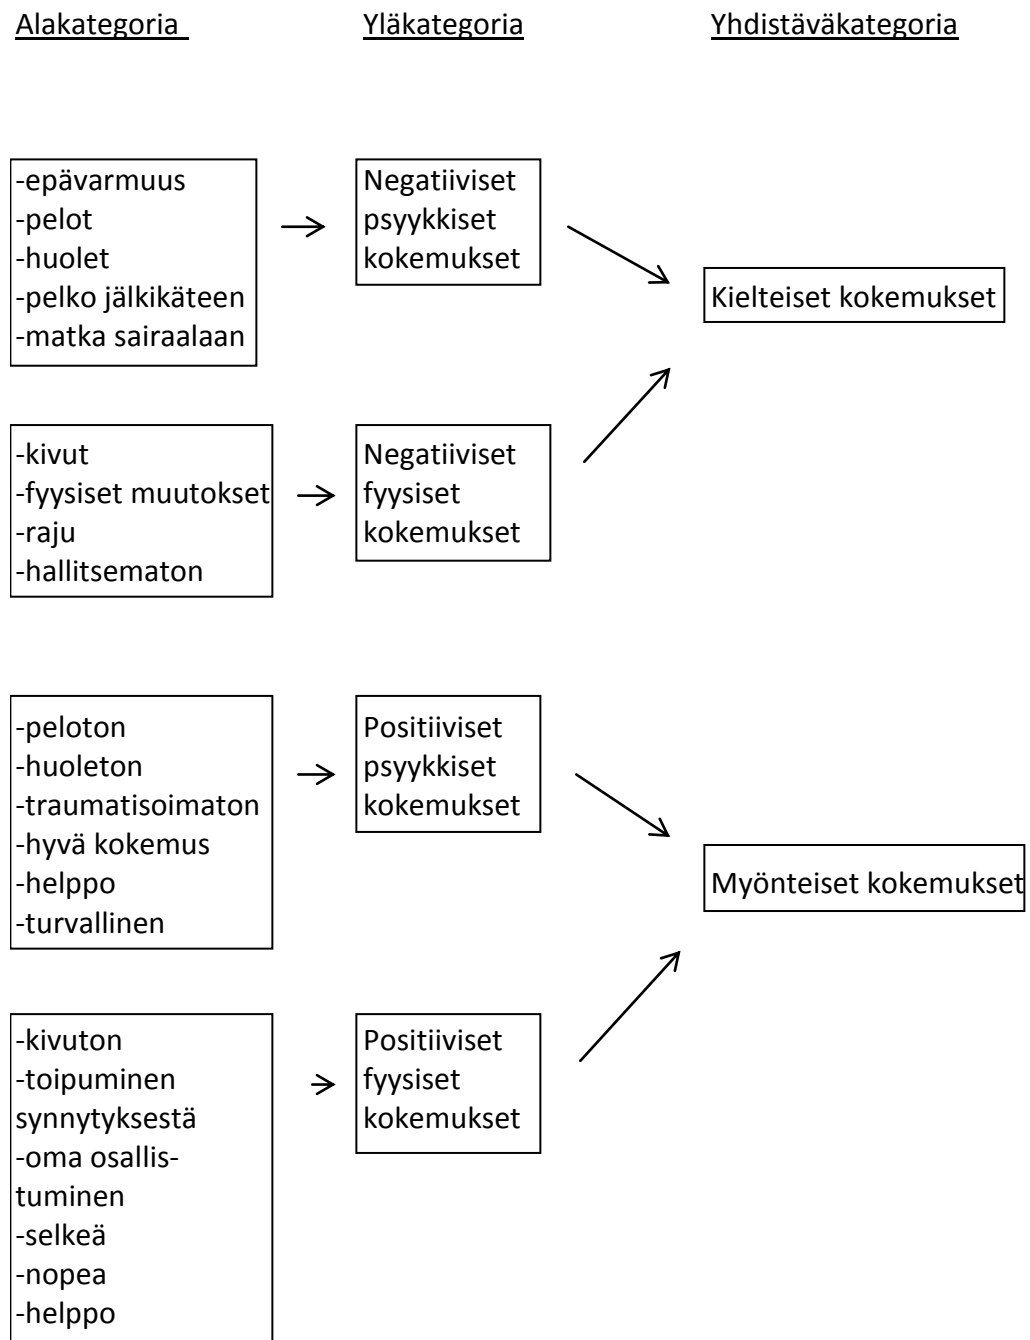 Alakategoria
Yläkategoria
Yhdistäväkategoria
-epävarmuus
-pelot
-huolet
-pelko jälkikäteen
-matka sairaalaan
Negatiiviset
psyykkiset
kokemukset
Kielteiset kokemukset
-kivut
-fyysiset muutokset
-raju
-hallitsematon
Negatiiviset
fyysiset
kokemukset
-peloton
-huoleton
-traumatisoimaton
-hyvä kokemus
-helppo
-turvallinen
Positiiviset
psyykkiset
kokemukset
Myönteiset kokemukset
-kivuton
-toipuminen
synnytyksestä
-oma osallis-
tuminen
-selkeä
-nopea
-helppo
Positiiviset
fyysiset
kokemukset